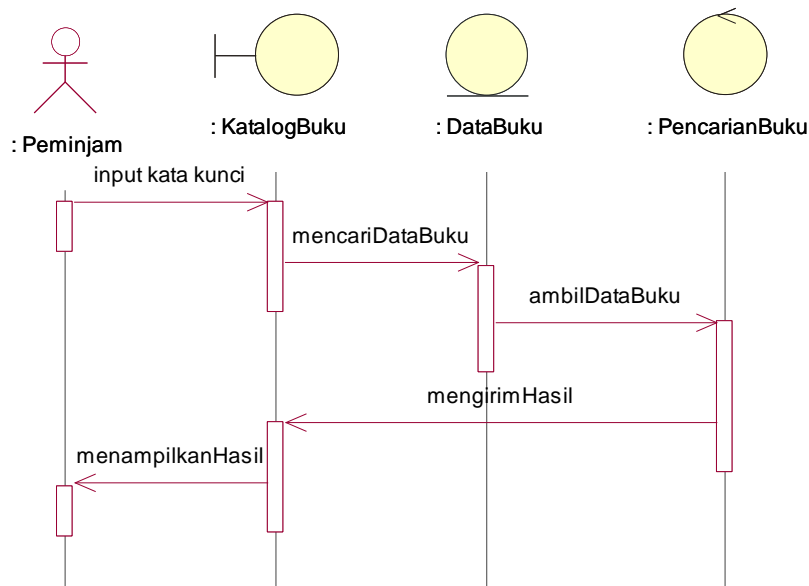 : Peminjam
: KatalogBuku
: DataBuku
: PencarianBuku
input kata kunci
mencariDataBuku
ambilDataBuku
mengirimHasil
menampilkanHasil